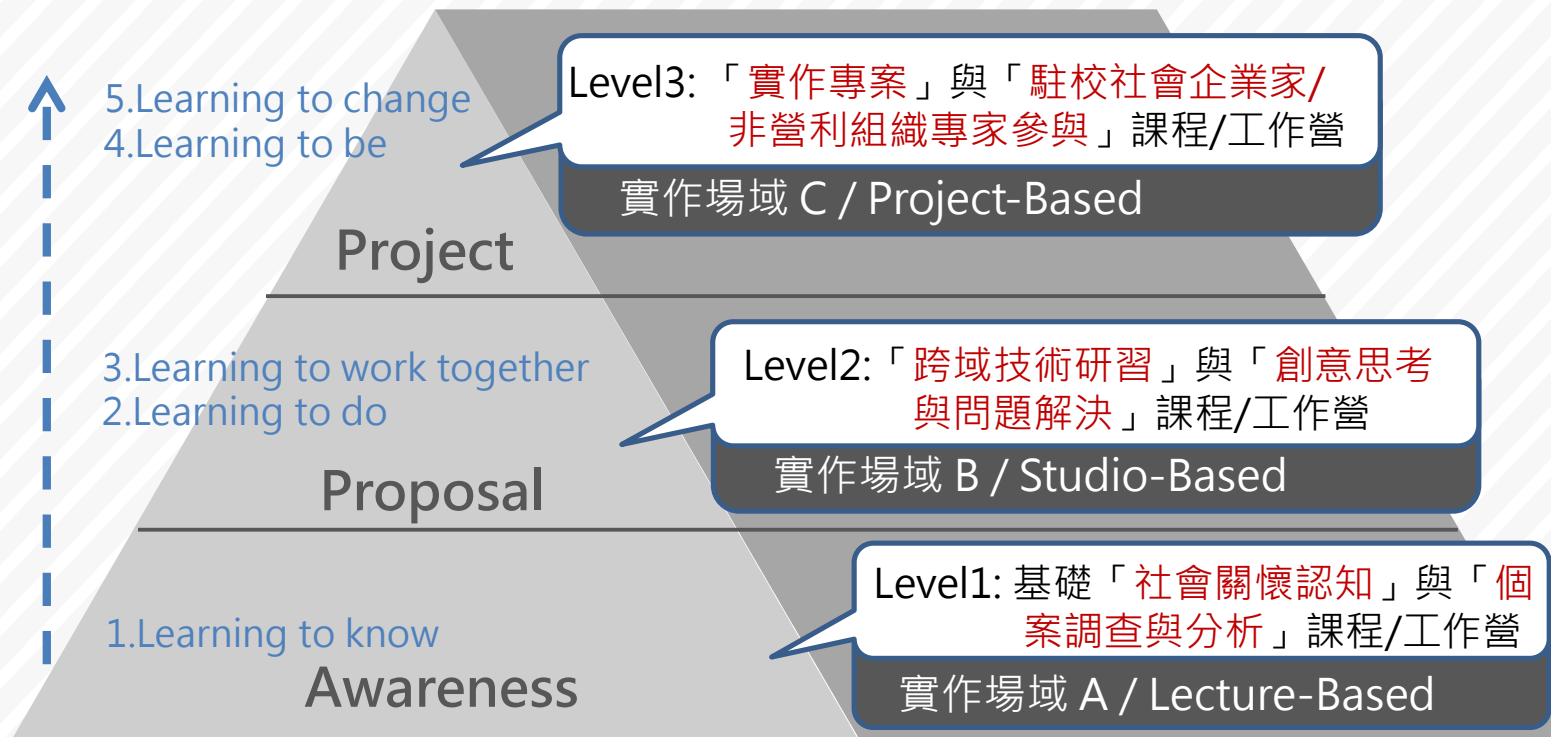 5.Learning to change
4.Learning to be
Project
Level3: 「實作專案」與「駐校社會企業家/
非營利組織專家參與」課程/工作營
實作場域 C / Project-Based
3.Learning to work together
2.Learning to do
Proposal
Level2:「跨域技術研習」與「創意思考
與問題解決」課程/工作營
實作場域 B / Studio-Based
1.Learning to know
Awareness
Level1: 基礎「社會關懷認知」與「個
案調查與分析」課程/工作營
實作場域 A / Lecture-Based